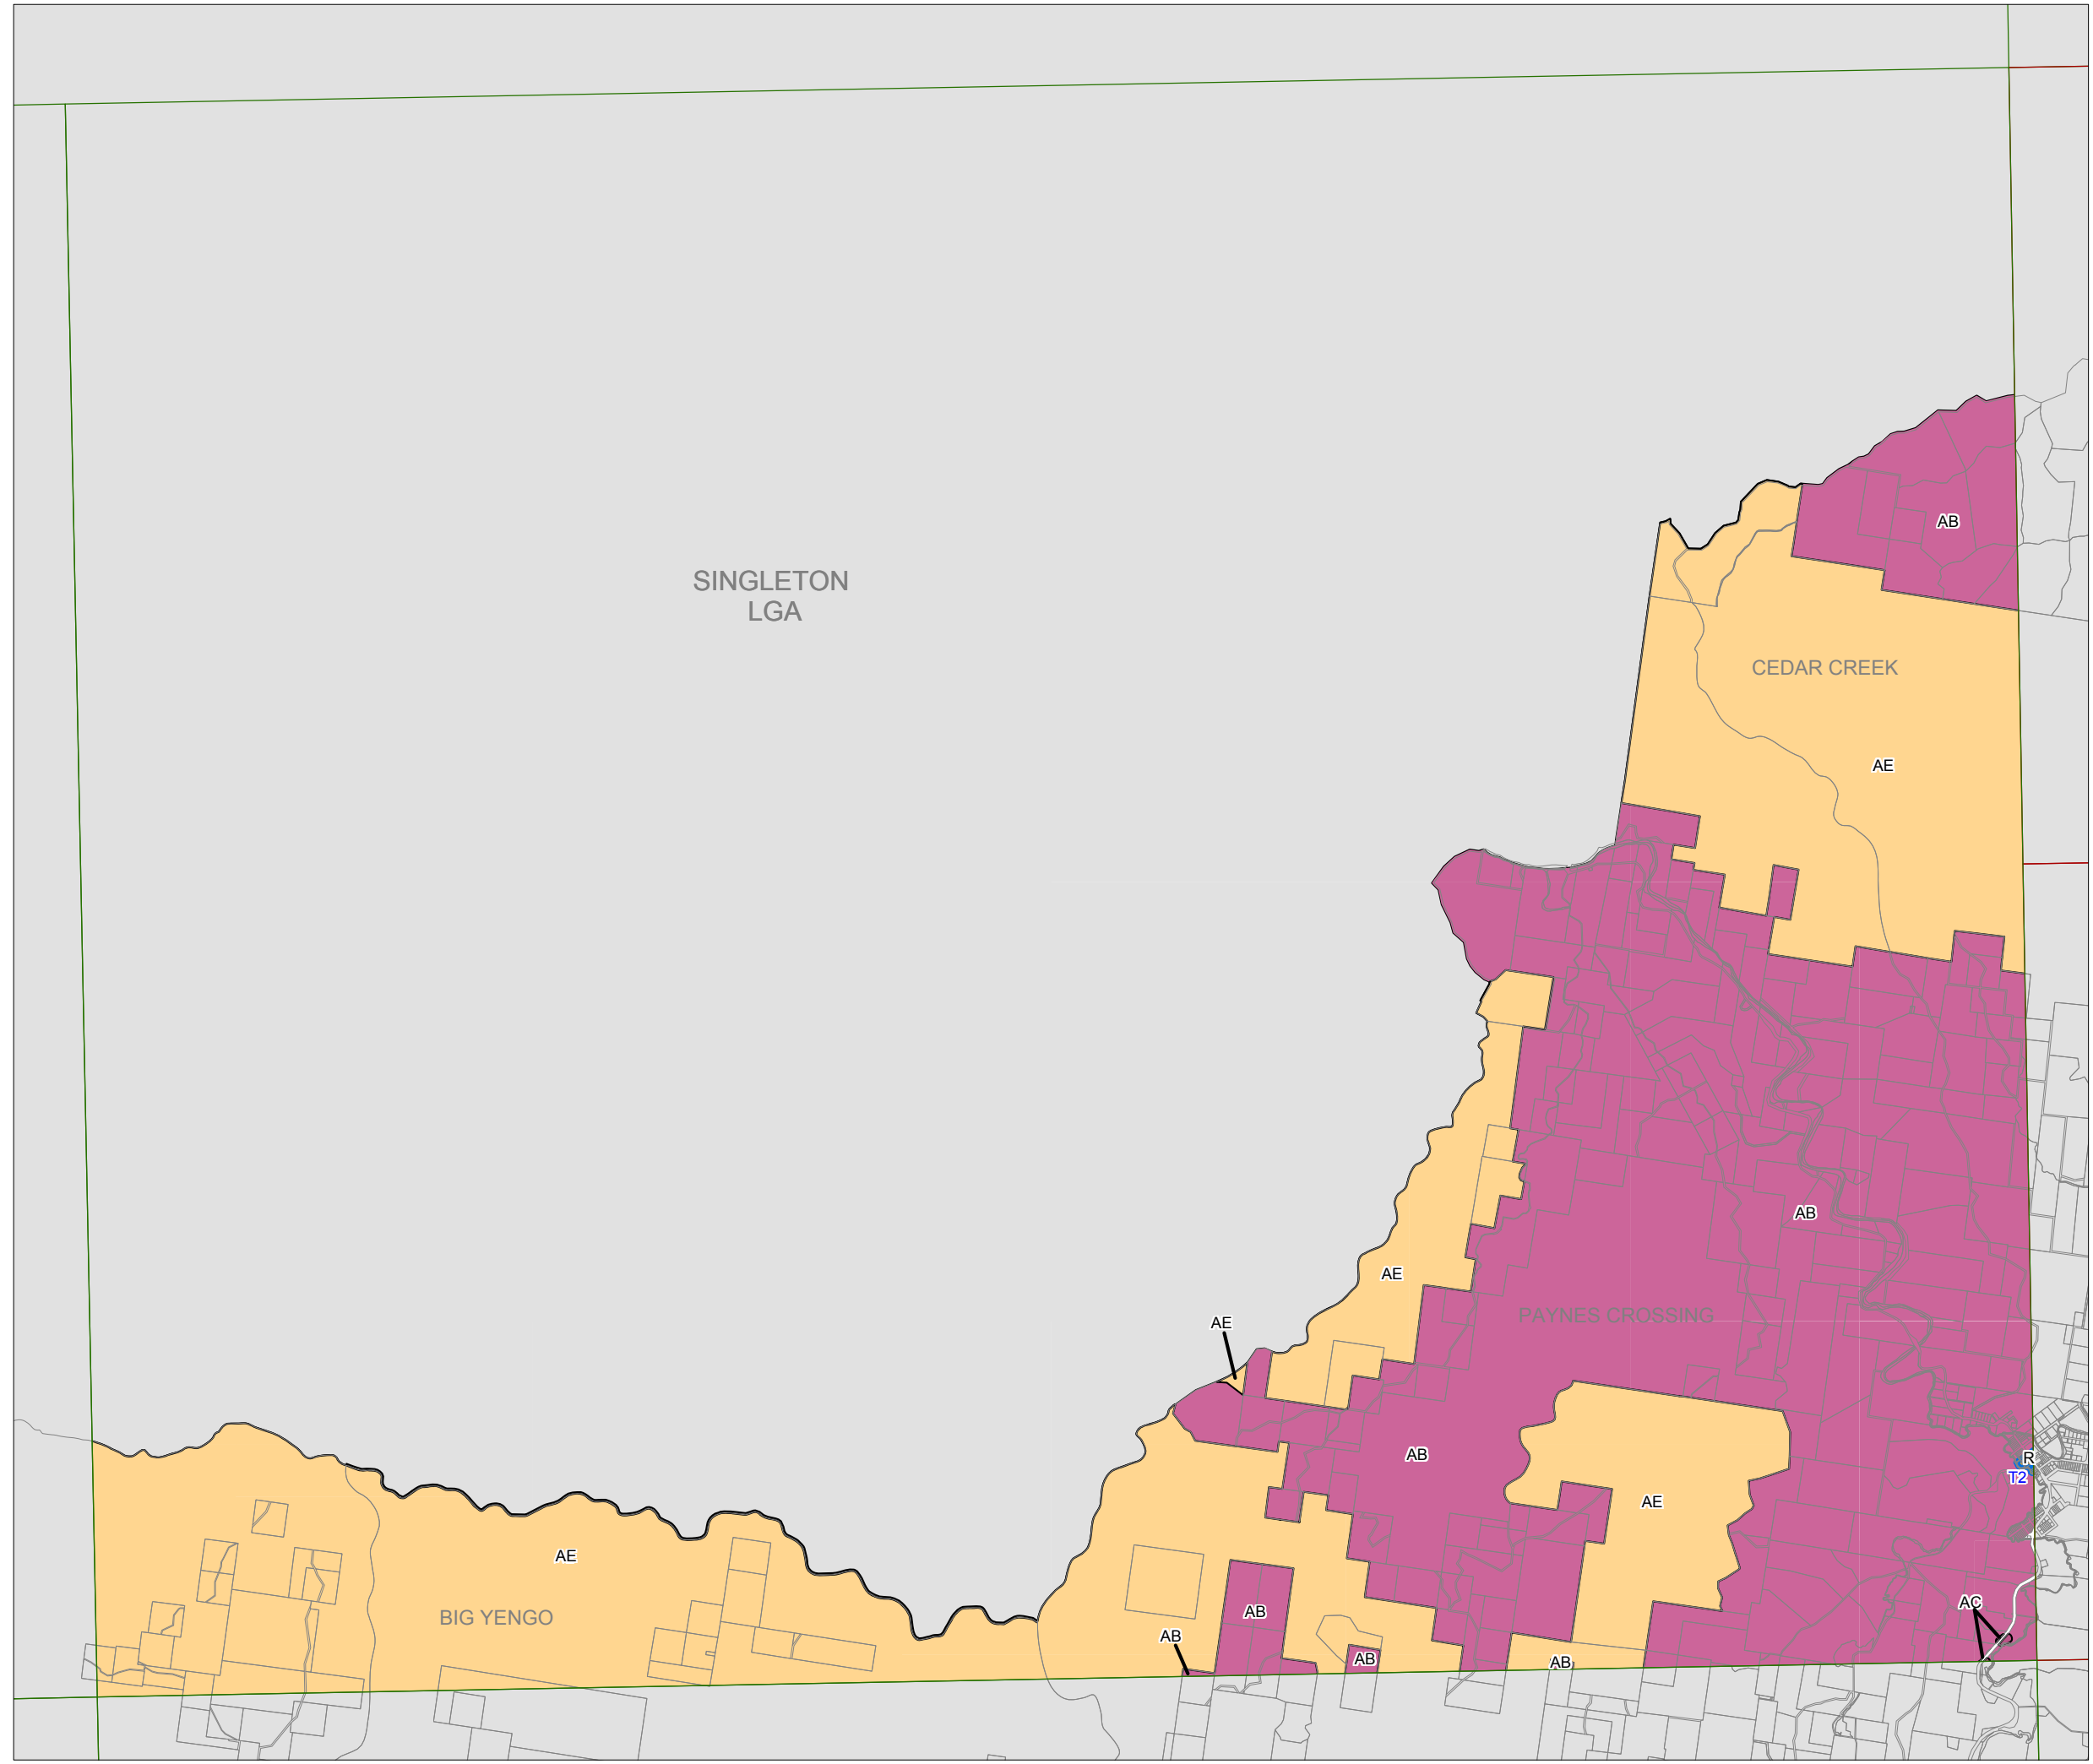 AB
SINGLETON
LGA
CEDAR CREEK
AE
AB
AE
PAYNES CROSSING
AE
AB
R
T2
AE
AE
BIG YENGO
AC
AB
AB
AB
AB